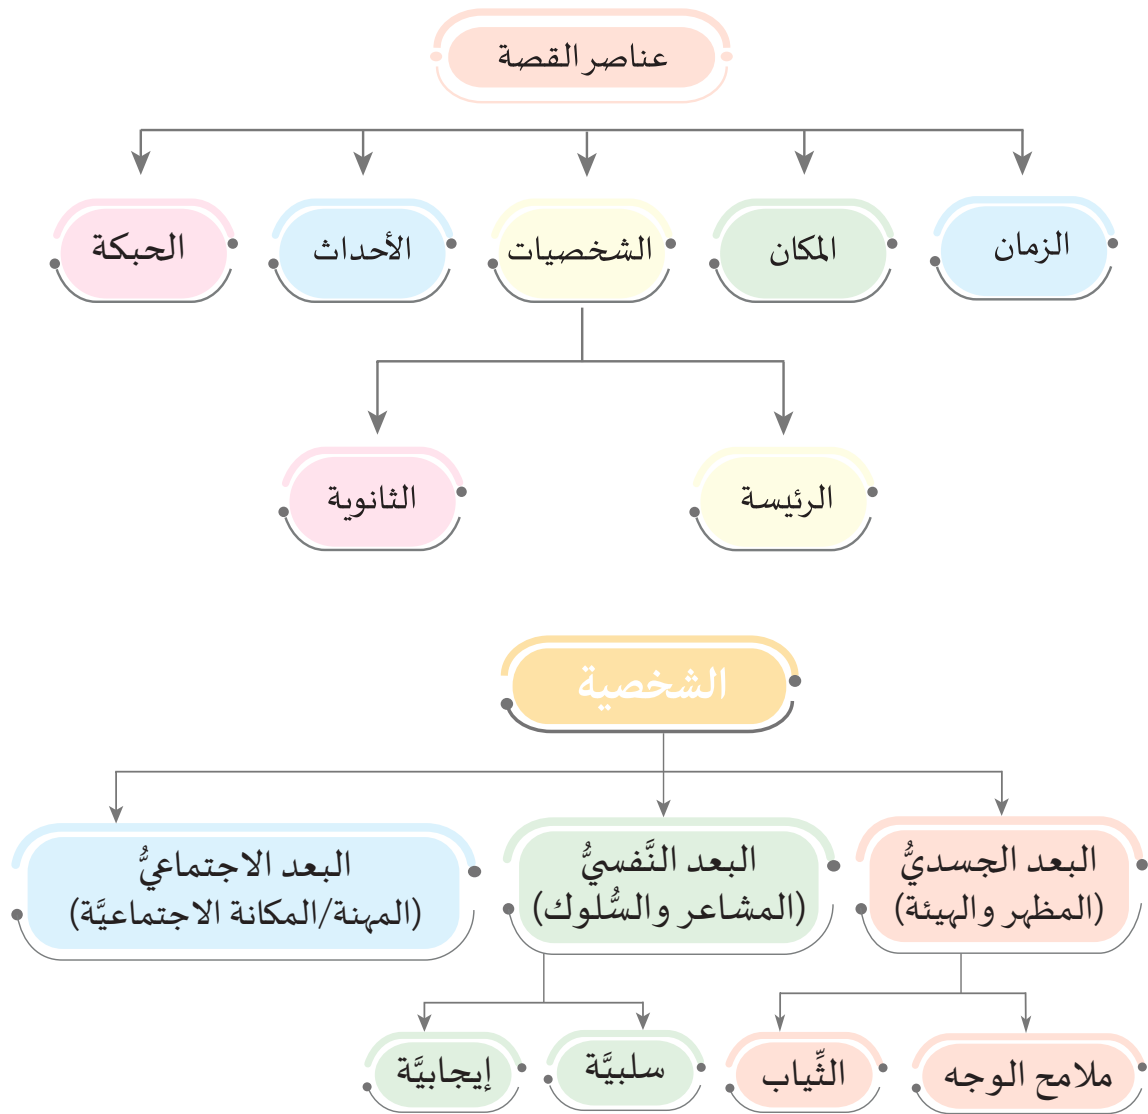 عناصر القصة
الزمان
المكان
الشخصيات
الأحداث
الحبكة
الرئيسة
الثانوية
الشخصية
البعد الجسديُّ
(المظهر والهيئة)
البعد النَّفسيُّ
(المشاعر والسُّلوك)
البعد الاجتماعيُّ
(المهنة/المكانة الاجتماعيَّة)
ملامح الوجه
الثِّياب
سلبيَّة
إيجابيَّة